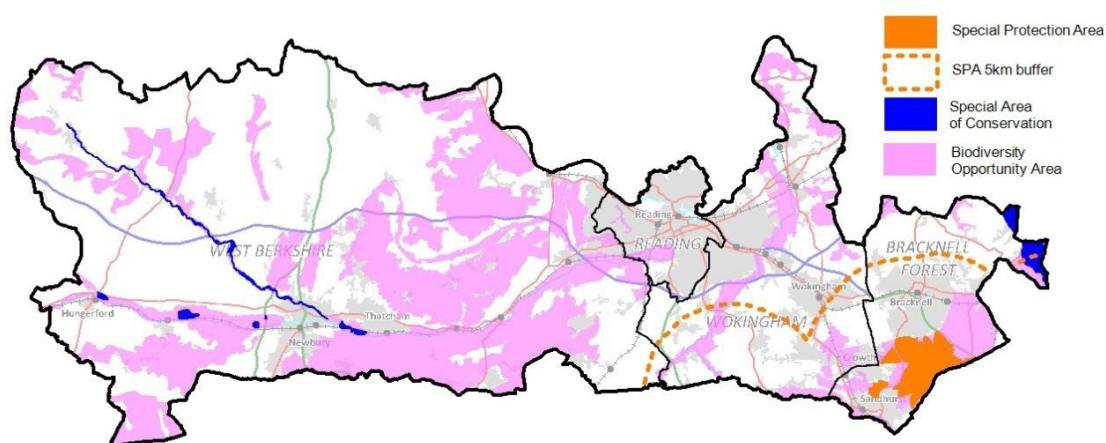 Special Protection Area
SPA 5km buffer
Special Area
of Conservation
Biodiversity
Opportunity Area
Reading
READING
WEST BERKSHIRE
BRACKNELL
FOREST
Wokingham
Bracknell
Hungerford
Thatcham
WOKINGHAM
Newbury
Crowth
Sandhurst